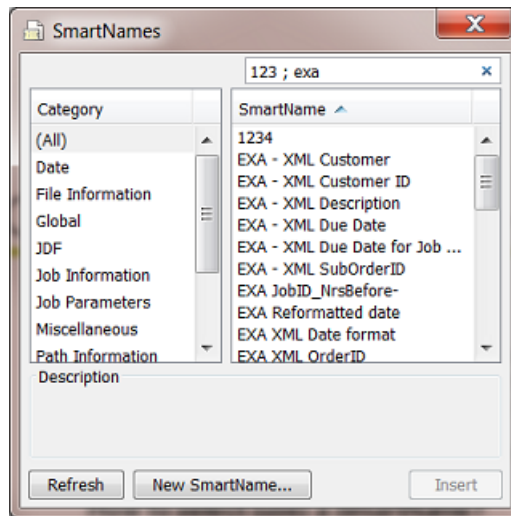 SmartNames
123 ; exa
Category
SmartName
(All)
Date
File Information
Global
JDF
Job Information
Job Parameters
Miscellaneous
Path Information
1234
EXA - XML Customer
EXA - XML Customer ID
EXA - XML Description
EXA - XML Due Date
EXA - XML Due Date for Job ...
EXA - XML SubOrderID
EXA JobID_NrsBefore-
EXA Reformatted date
EXA XML Date format
EXA XML OrderID
Description
Refresh
New SmartName...
Insert